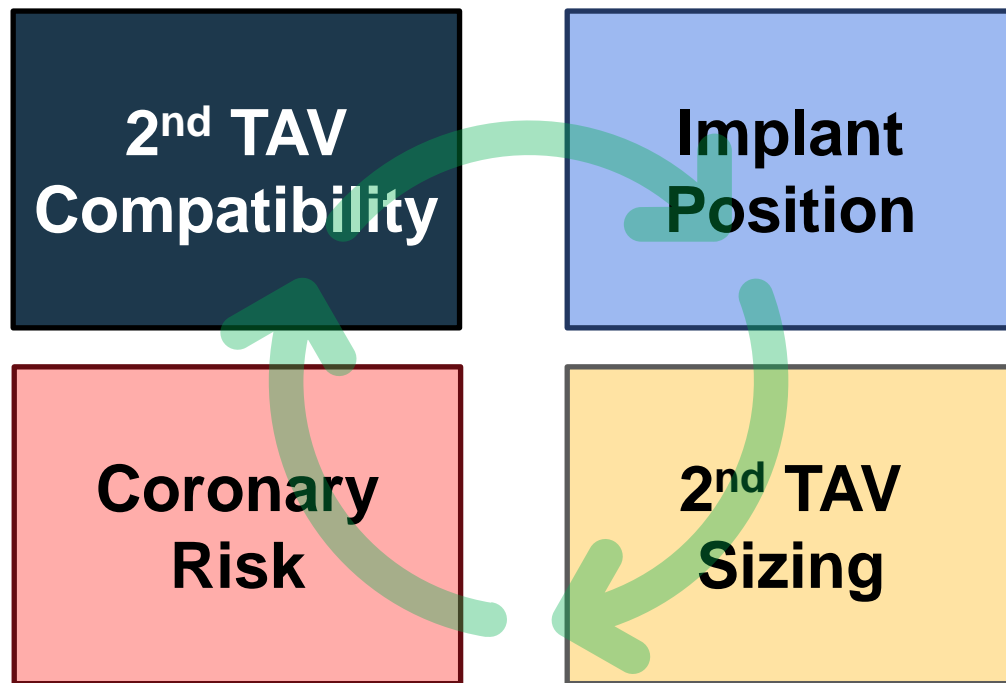 2nd TAV
Compatibility
Implant
Position
Coronary
Risk
2nd TAV
Sizing